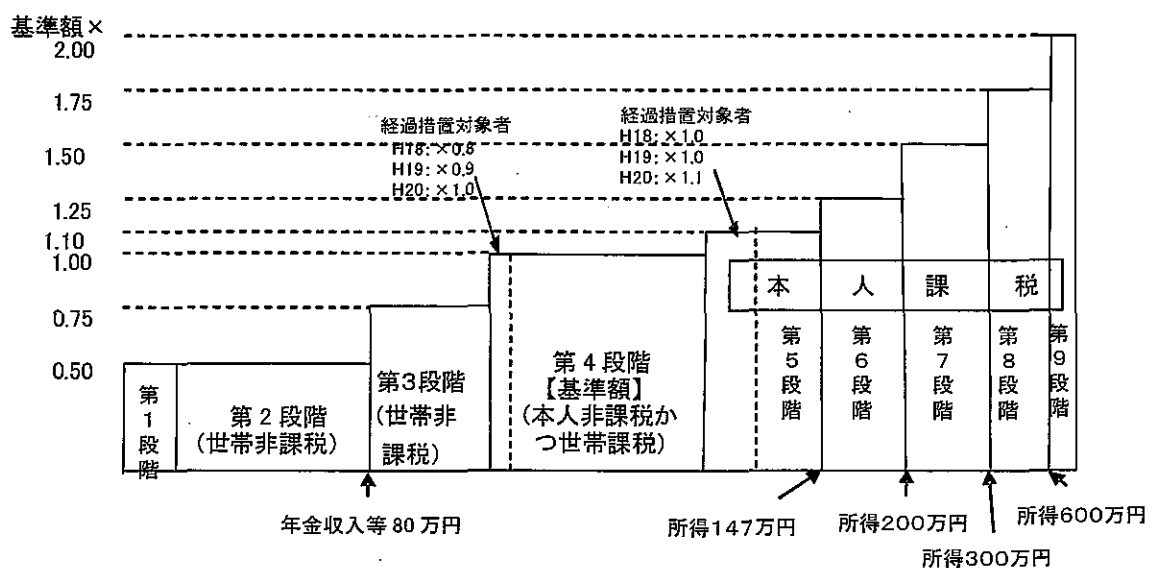 基準額×
2.00
1.75
1.50
1.25
1.10
1.00
0.75
0.50
経過措置対象者
H18:×0.8
H19:×0.9
H20:×1.0
経過措置対象者
H18:×1.0
H19:×1.0
H20:×1.1
本人課税
第1段階
第2段階
(世帯非課税)
第3段階
(世帯非
課税)
第4段階
【基準額】
(本人非課税か
つ世帯課税)
第5段階
第6段階
第7段階
第8段階
第9段階
年金収入等80万円
所得147万円
所得200万円
所得300万円
所得600万円